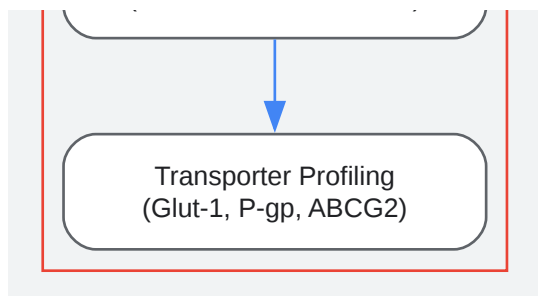 Transporter Profiling
(Glut-1, P-gp, ABCG2)